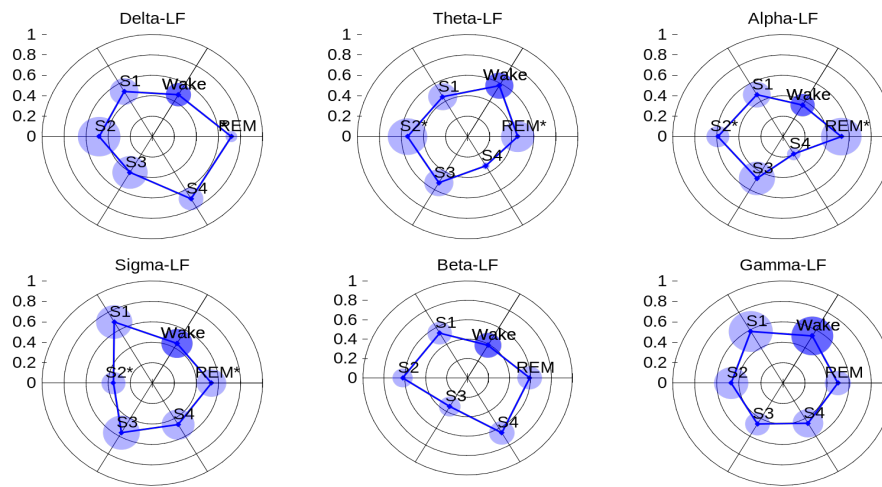 Delta-LF
1
0.8
0.6
0.4
0.2
0
S1
Wake
S2
REM
S3
S4
Theta-LF
1
0.8
0.6
0.4
0.2
0
S1
Wake
S2*
REM*
S3
S4
Alpha-LF
1
0.8
0.6
0.4
0.2
0
S1
Wake
S2*
REM*
S3
S4
Sigma-LF
1
0.8
0.6
0.4
0.2
0
S1
Wake
S2*
REM*
S3
S4
Beta-LF
1
0.8
0.6
0.4
0.2
0
S1
Wake
S2
REM
S3
S4
Gamma-LF
1
0.8
0.6
0.4
0.2
0
S1
Wake
S2
REM
S3
S4